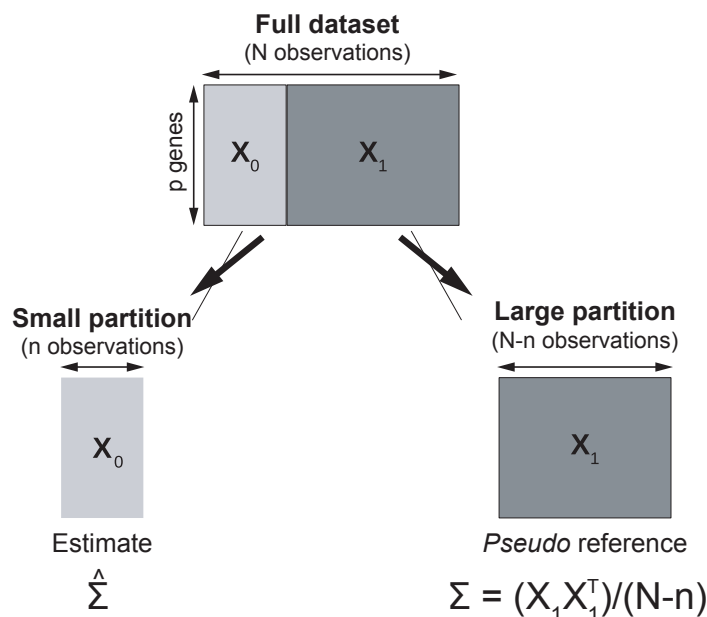 Full dataset
(N observations)
p genes
X₀
X₁
Small partition
(n observations)
X₀
Estimate
Σ̂
Large partition
(N-n observations)
X₁
Pseudo reference
Σ = (X₁X₁ᵀ)/(N-n)